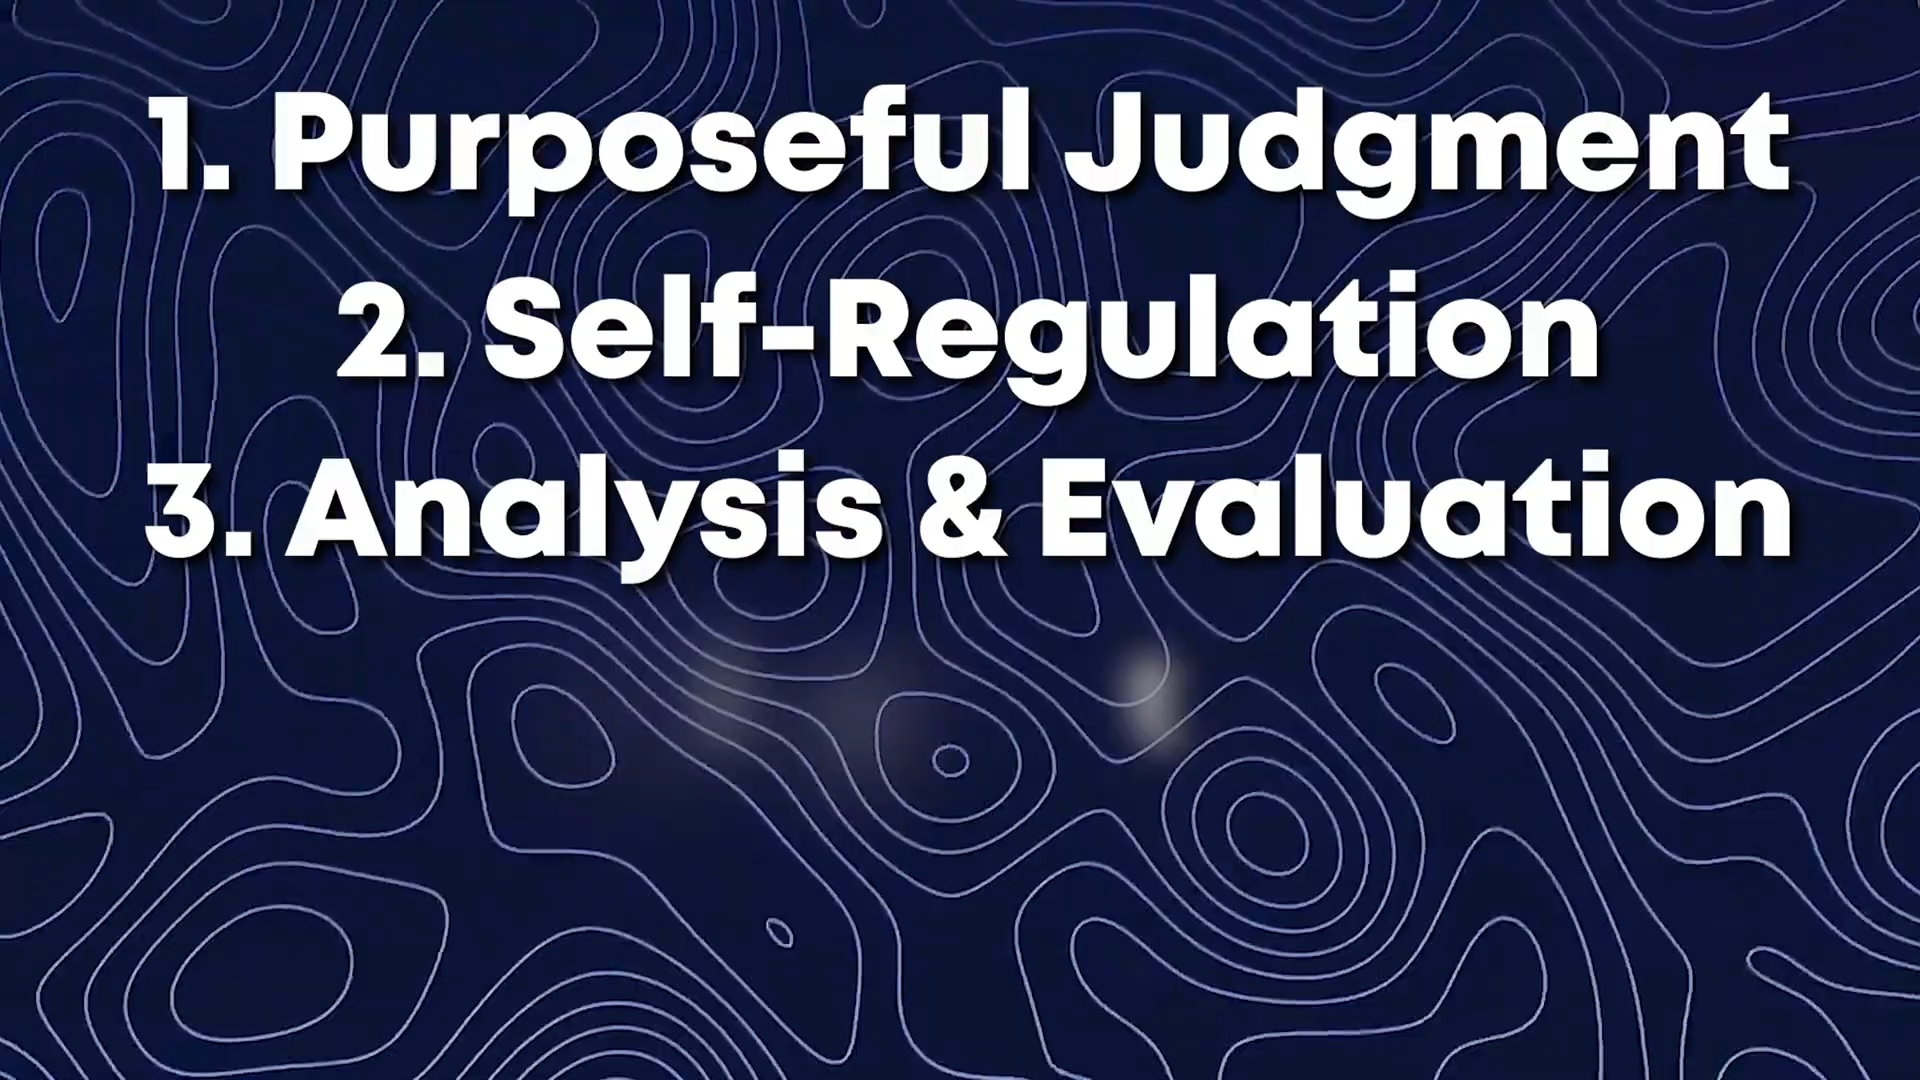 1. Purposeful Judgment
2. Self-Regulation
3. Analysis & Evaluation